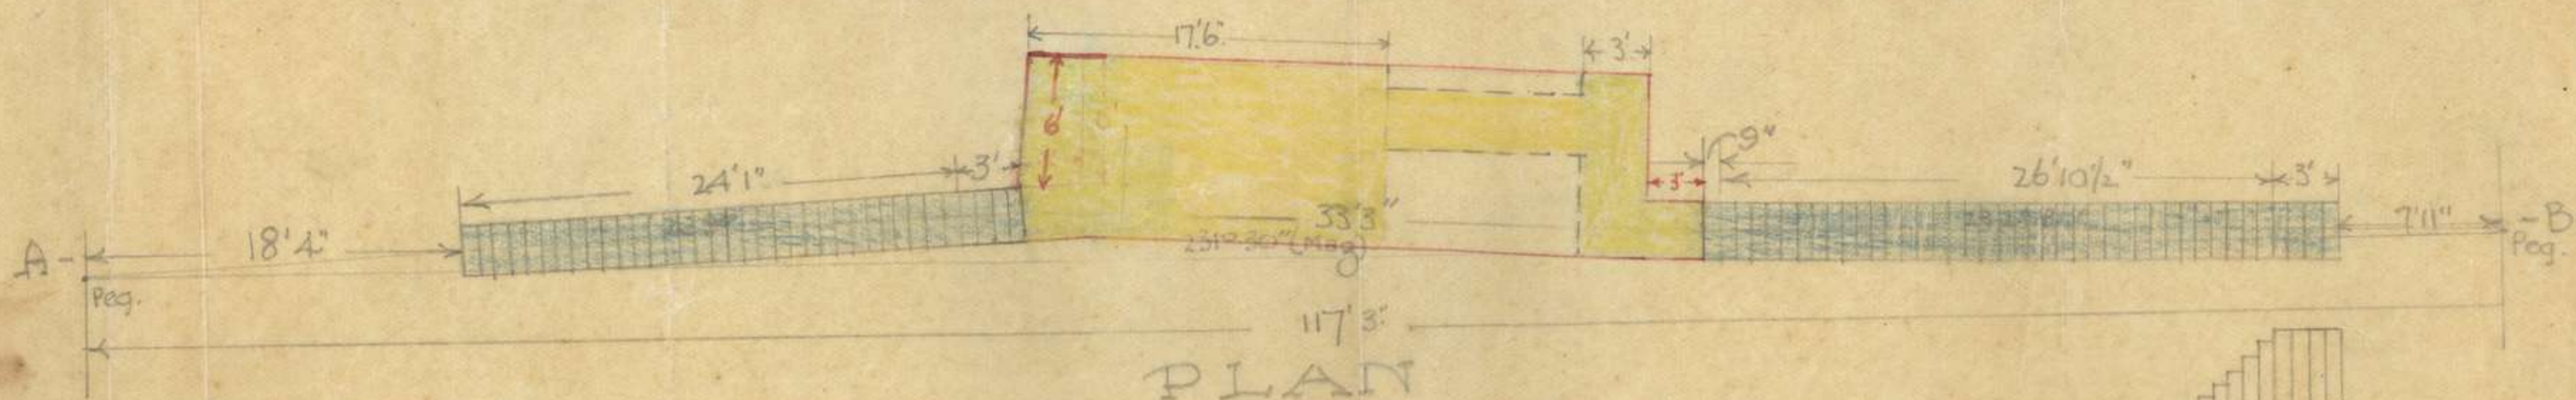 17'6"
3'
6'
9"
24'1"
3'
3'
26'10½"
3'
33'3"
231°30" (Mag)
A -
18'4"
7'11"
- B
Peg.
Peg.
117'3"
PLAN